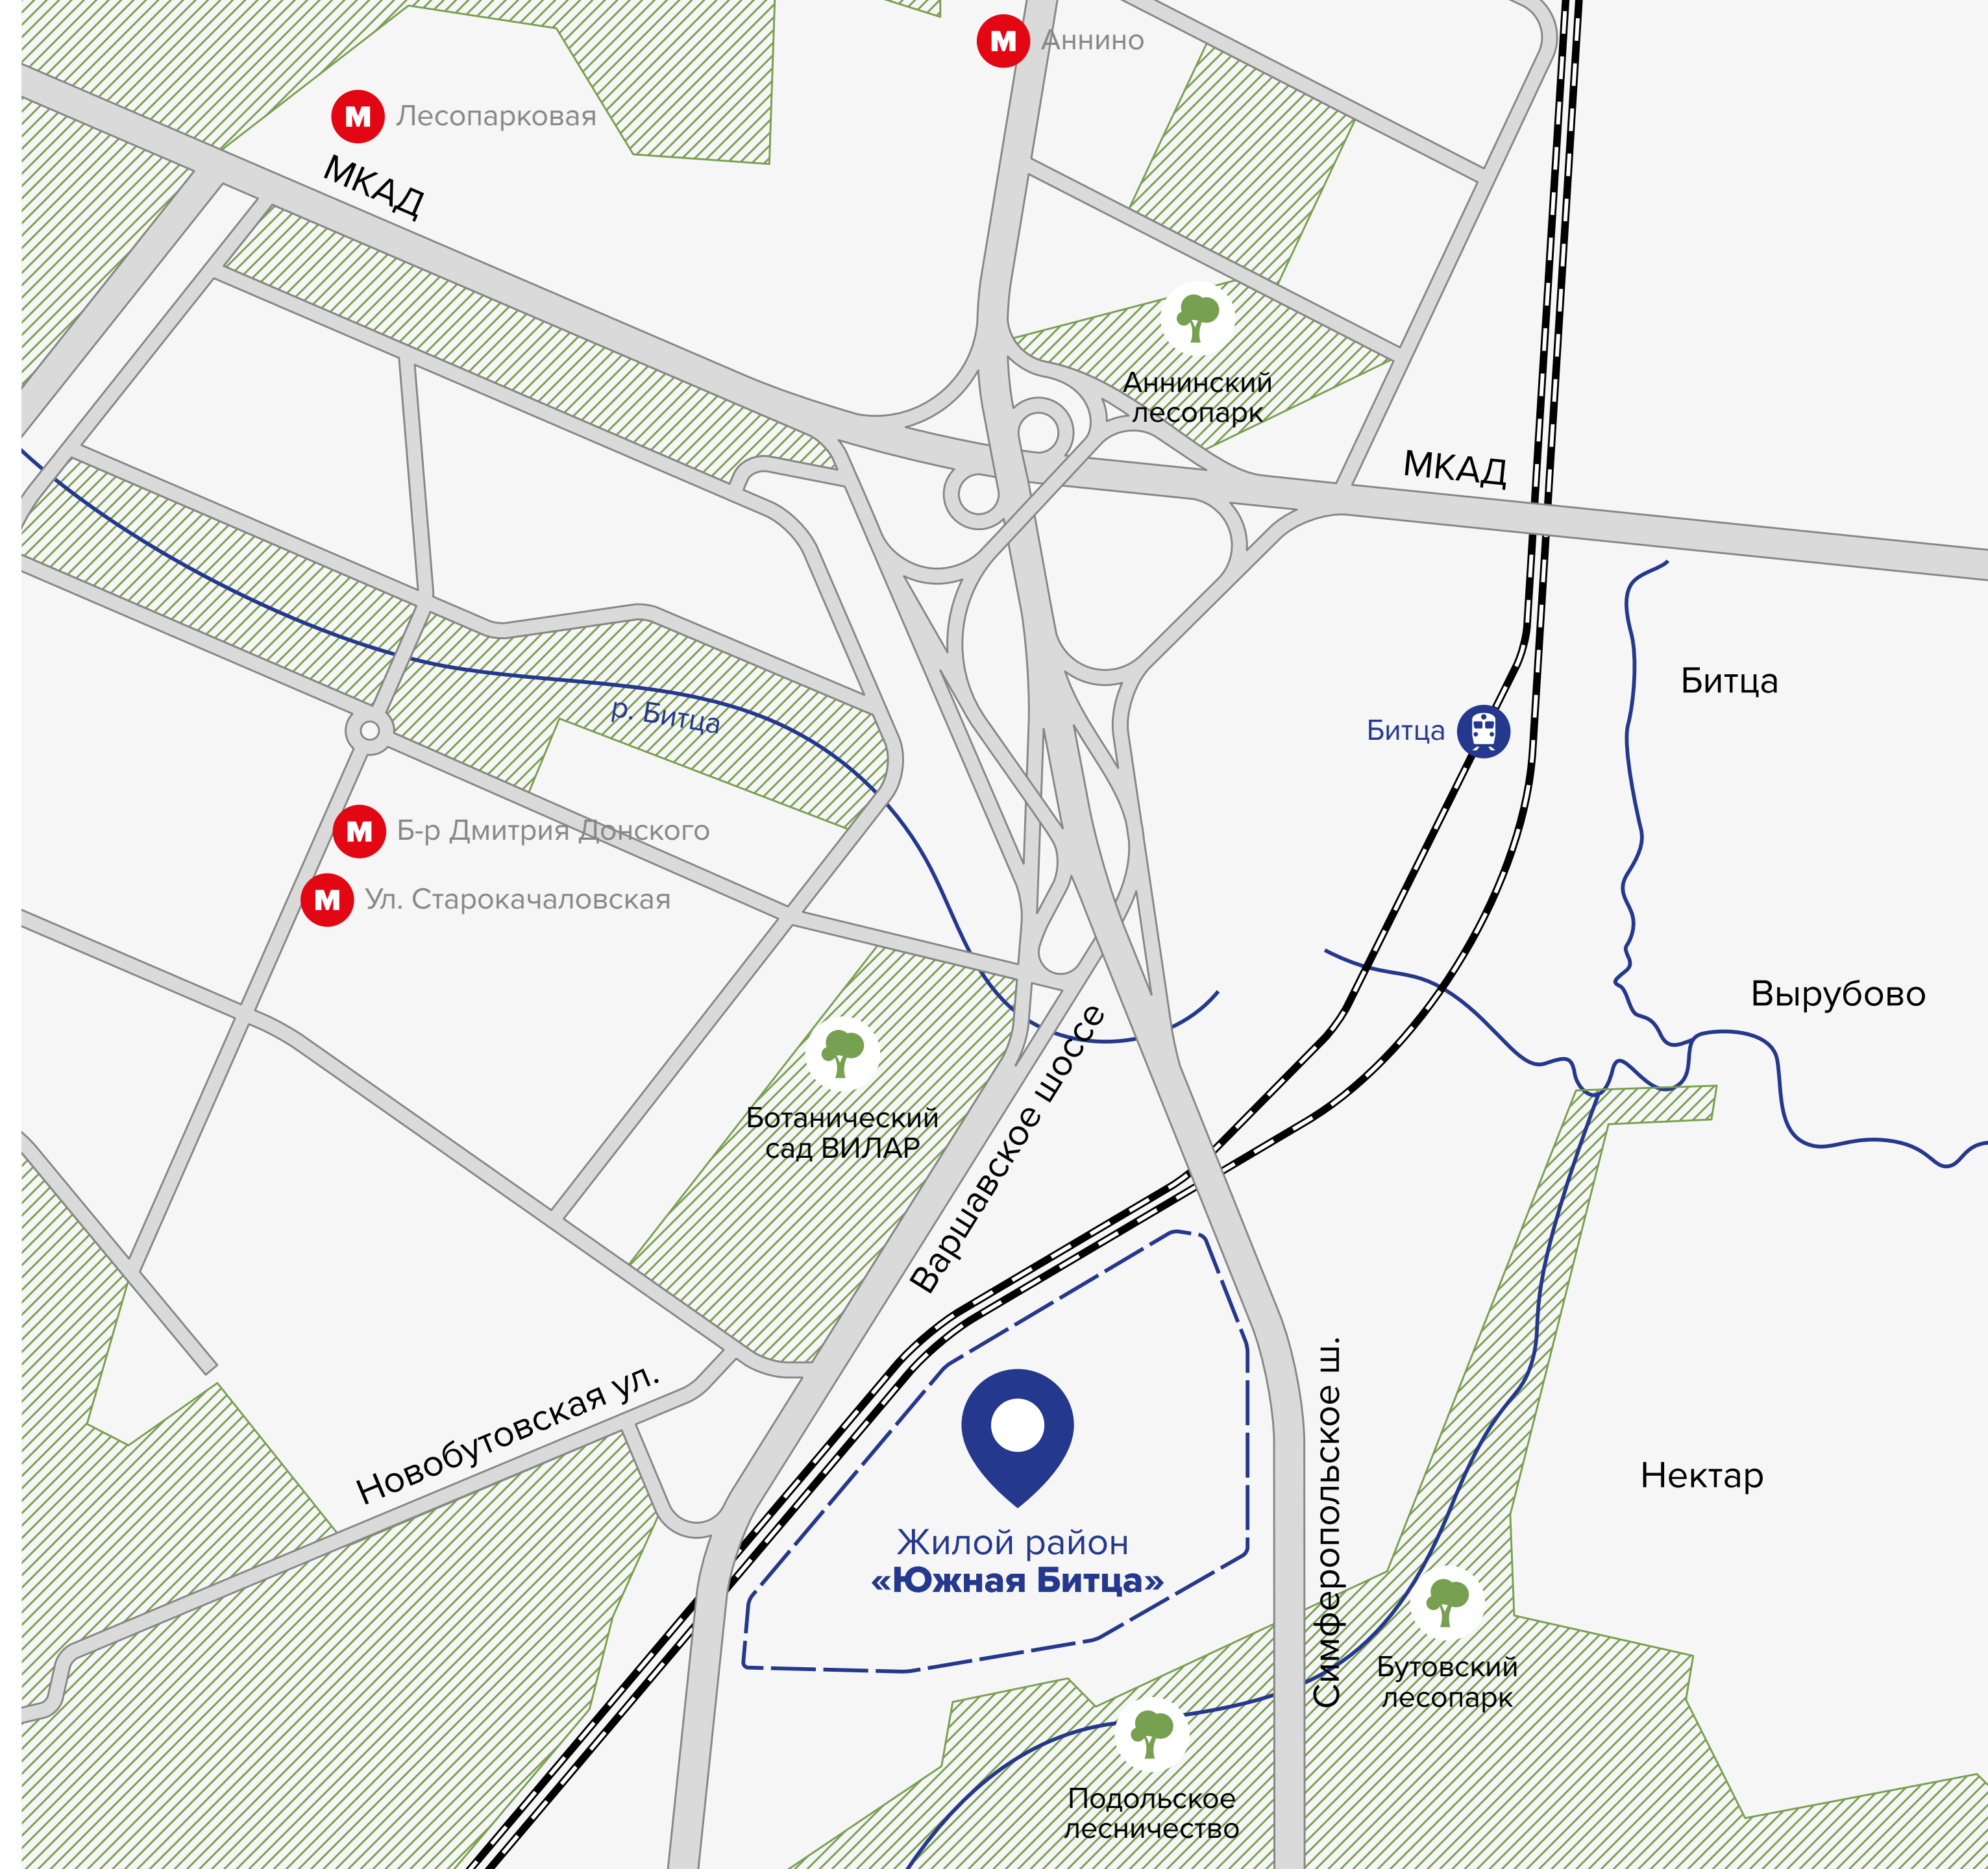 М Аннино
М Лесопарковая
МКАД
Аннинский
лесопарк
МКАД
Битца
р. Битца
Битца
М Б-р Дмитрия Донского
М Ул. Старокачаловская
Вырубово
Варшавское шоссе
Ботанический
сад ВИЛАР
Новобутовская ул.
Симферопольское ш.
Нектар
Жилой район
«Южная Битца»
Бутовский
лесопарк
Подольское
лесничество